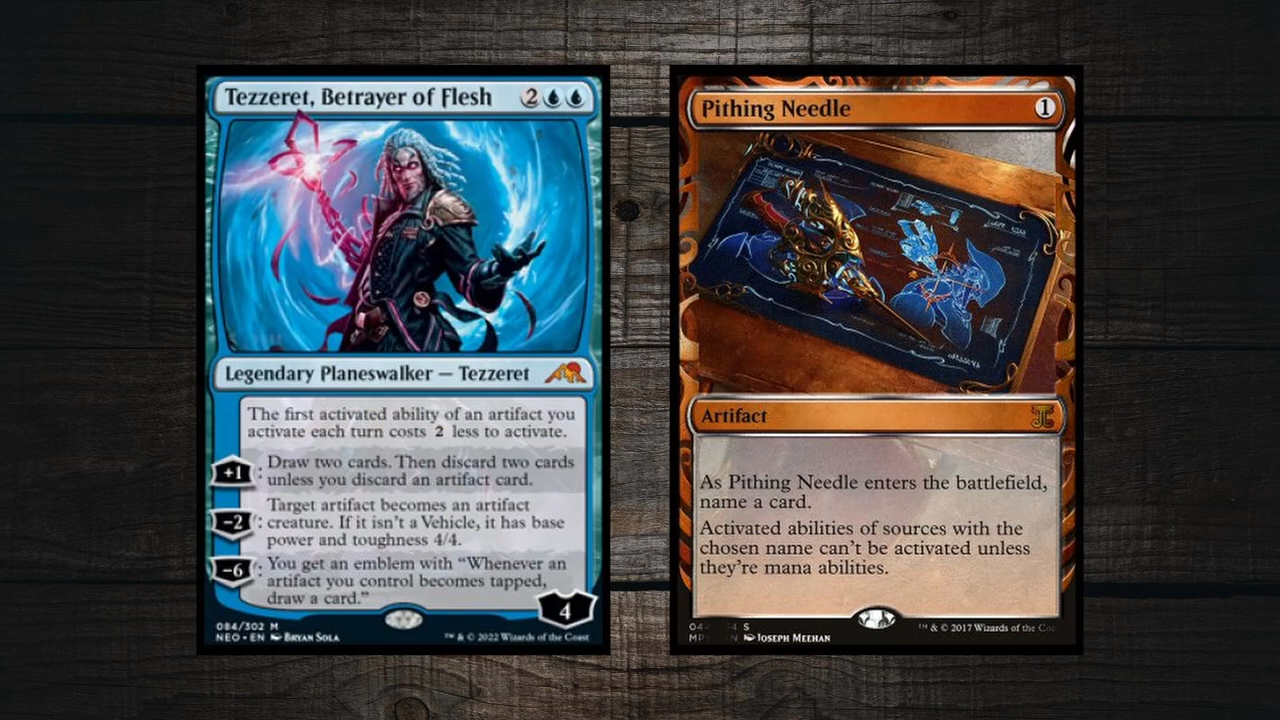 Tezzeret, Betrayer of Flesh 2
Legendary Planeswalker — Tezzeret
The first activated ability of an artifact you
activate each turn costs 2 less to activate.
+1: Draw two cards. Then discard two cards
unless you discard an artifact card.
−2: Target artifact becomes an artifact
creature. If it isn't a Vehicle, it has base
power and toughness 4/4.
−6: You get an emblem with “Whenever an
artifact you control becomes tapped,
draw a card.”
4
084/302 M
NEO • EN Bryan Sola
™ & © 2022 Wizards of the Coast
Pithing Needle 1
Artifact
As Pithing Needle enters the battlefield,
name a card.
Activated abilities of sources with the
chosen name can't be activated unless
they're mana abilities.
S
Joseph Meehan
™ & © 2017 Wizards of the